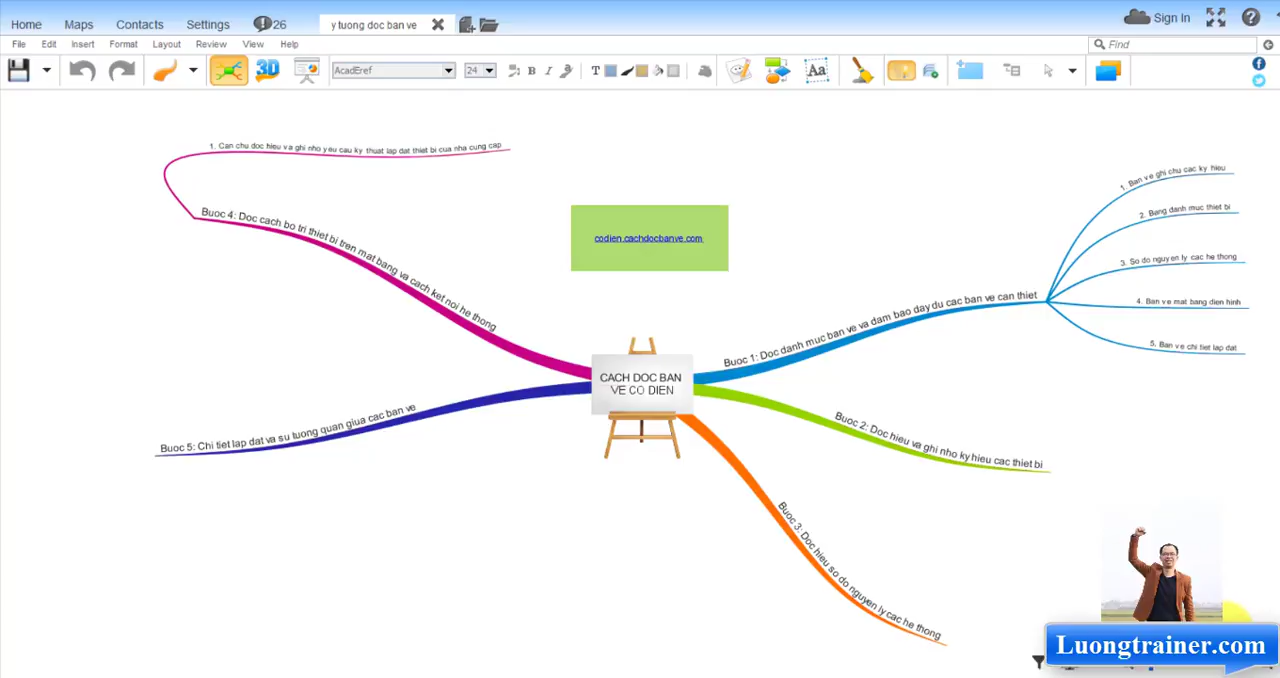 Home Maps Contacts Settings 26 y tuong doc ban ve Sign In
File Edit Insert Format Layout Review View Help Find
3D AcadEref 24 B I T Aa
1. Can chu doc hieu va ghi nho yeu cau ky thuat lap dat thiet bi cua nha cung cap
Buoc 4: Doc cach bo tri thiet bi tren mat bang va cach ket noi he thong
codien.cachdocbanve.com
1. Ban ve ghi chu cac ky hieu
2. Bang danh muc thiet bi
3. So do nguyen ly cac he thong
4. Ban ve mat bang dien hinh
5. Ban ve chi tiet lap dat
Buoc 1: Doc danh muc ban ve va dam bao day du cac ban ve can thiet
CACH DOC BAN
VE CO DIEN
Buoc 5: Chi tiet lap dat va su tuong quan giua cac ban ve
Buoc 2: Doc hieu va ghi nho ky hieu cac thiet bi
Buoc 3: Doc hieu so do nguyen ly cac he thong
Luongtrainer.com